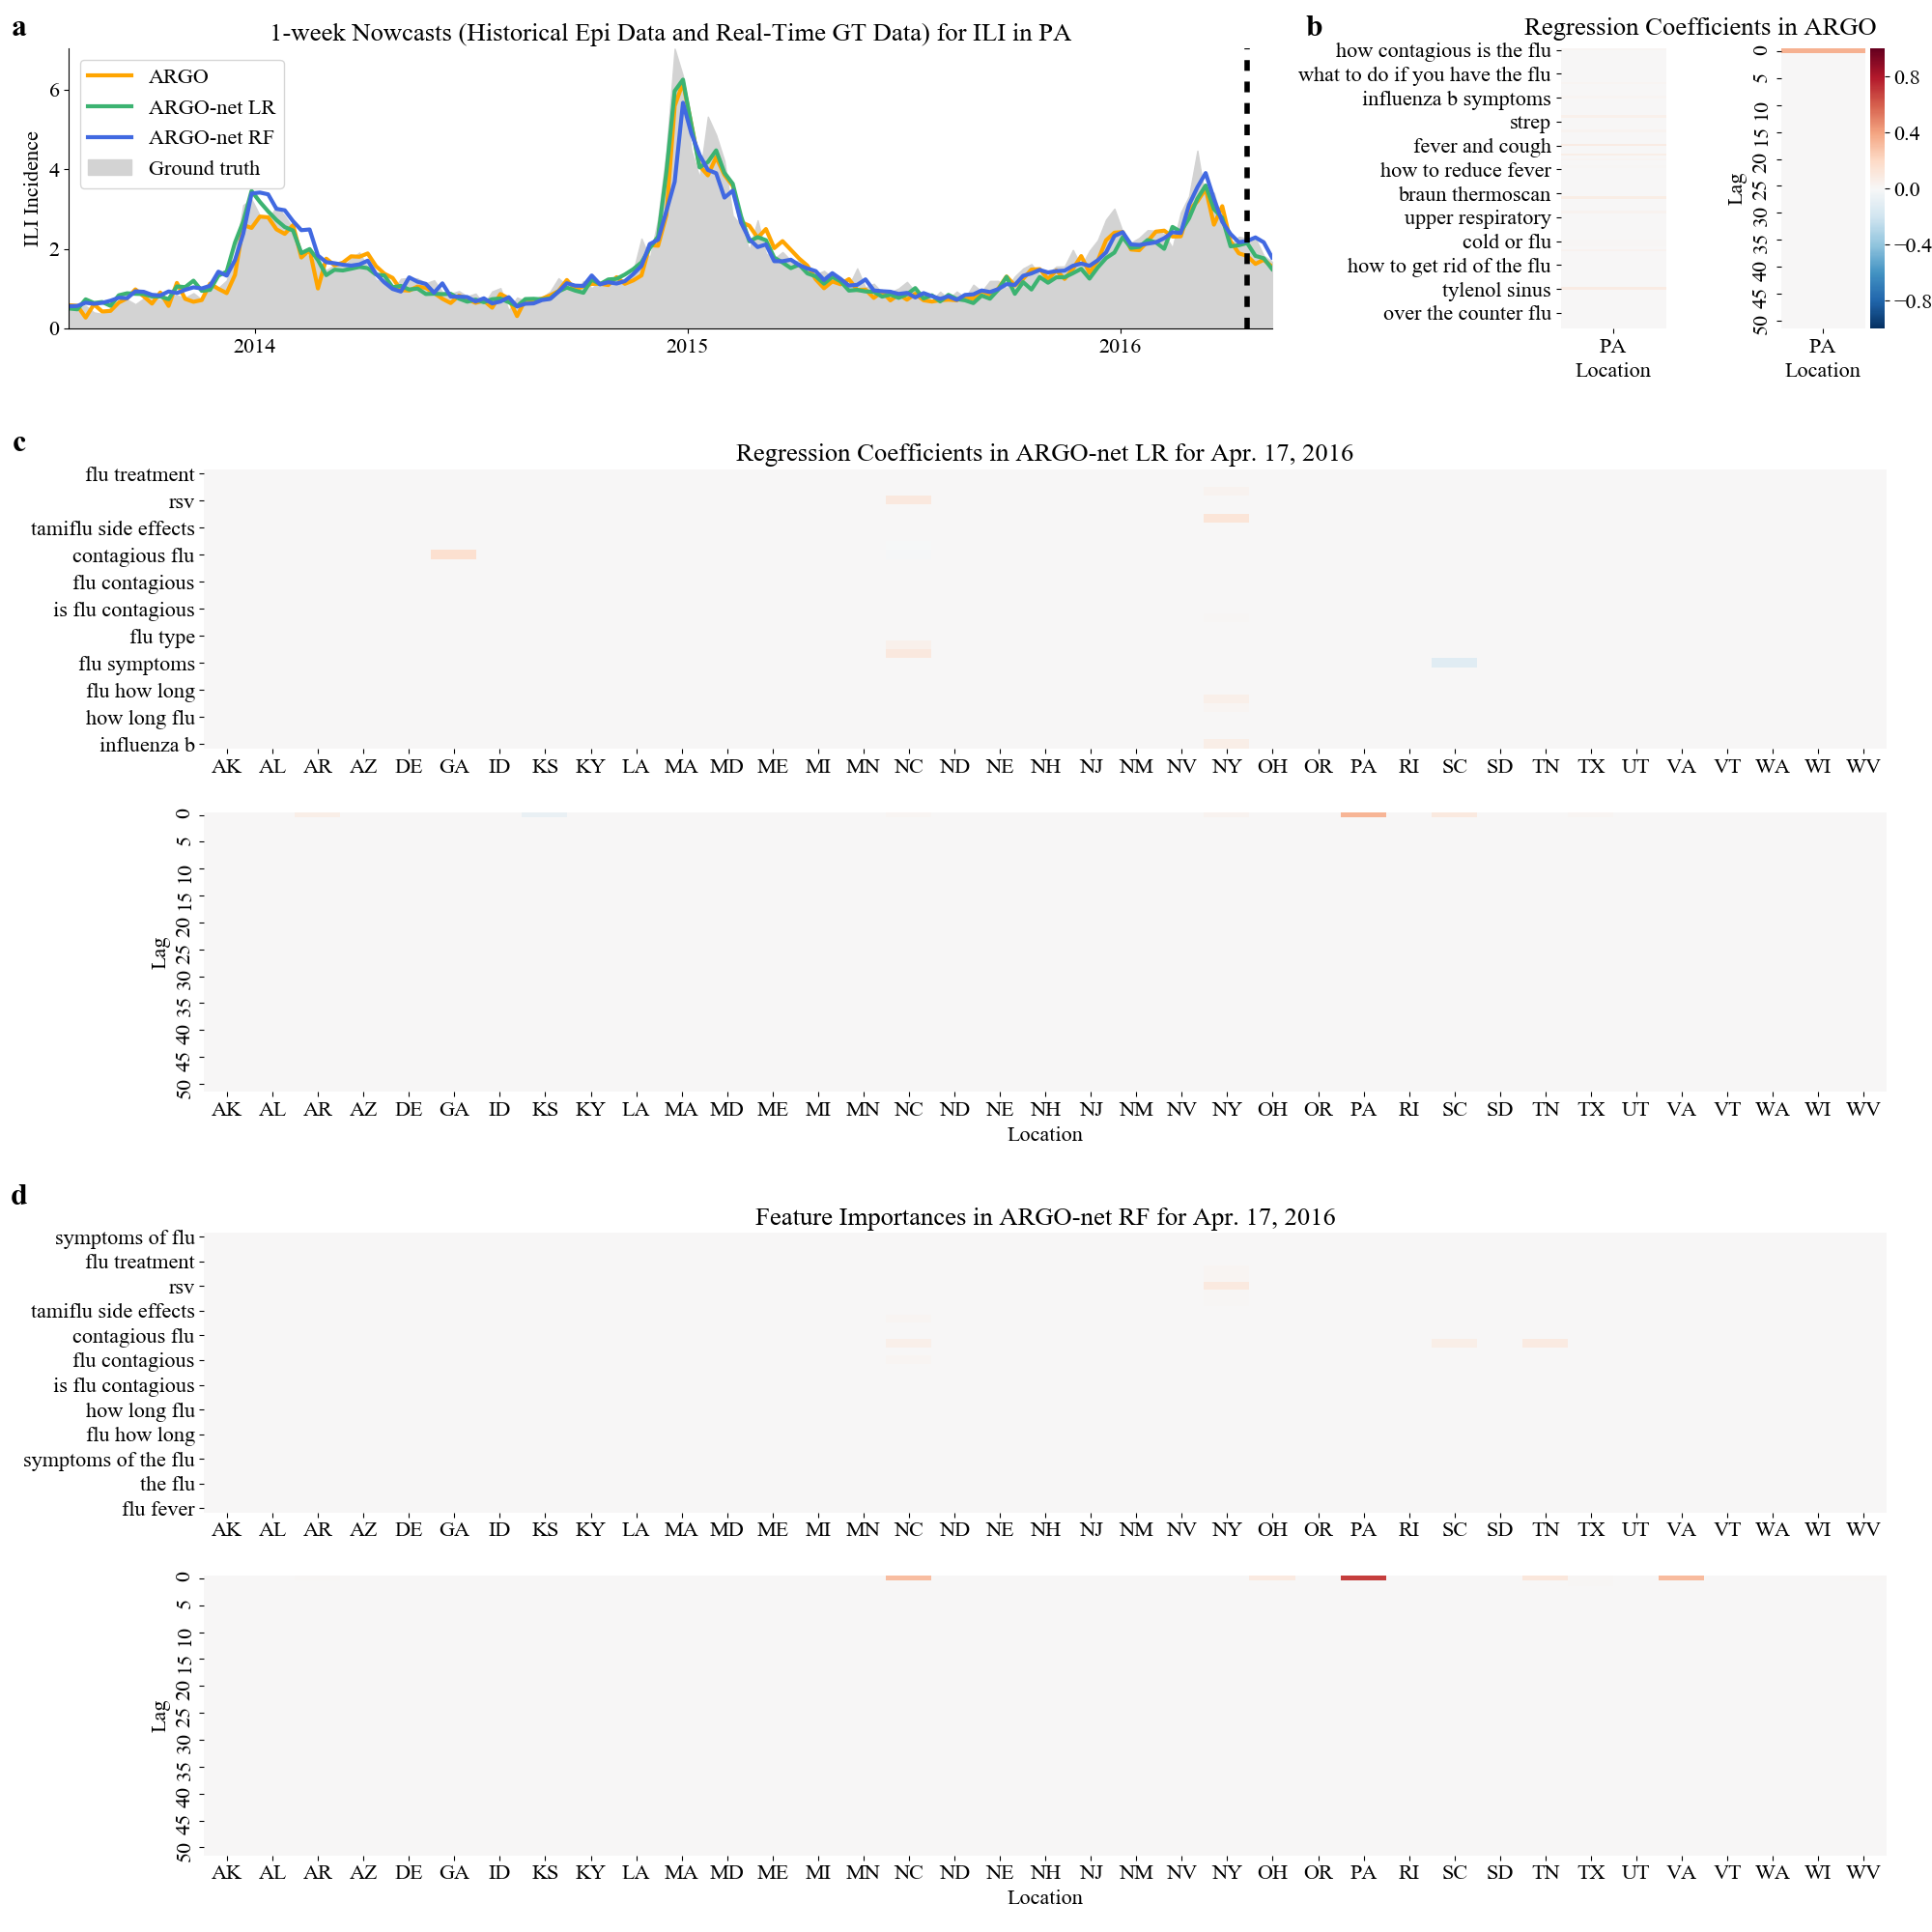 a
1-week Nowcasts (Historical Epi Data and Real-Time GT Data) for ILI in PA
ARGO
ARGO-net LR
ARGO-net RF
Ground truth
ILI Incidence
6
4
2
0
2014 2015 2016
b
Regression Coefficients in ARGO
how contagious is the flu
what to do if you have the flu
influenza b symptoms
strep
fever and cough
how to reduce fever
braun thermoscan
upper respiratory
cold or flu
how to get rid of the flu
tylenol sinus
over the counter flu
PA
Location
Lag
0 5 10 15 20 25 30 35 40 45 50
PA
Location
0.8
0.4
0.0
−0.4
−0.8
c
Regression Coefficients in ARGO-net LR for Apr. 17, 2016
flu treatment
rsv
tamiflu side effects
contagious flu
flu contagious
is flu contagious
flu type
flu symptoms
flu how long
how long flu
influenza b
AK AL AR AZ DE GA ID KS KY LA MA MD ME MI MN NC ND NE NH NJ NM NV NY OH OR PA RI SC SD TN TX UT VA VT WA WI WV
Lag
0 5 10 15 20 25 30 35 40 45 50
AK AL AR AZ DE GA ID KS KY LA MA MD ME MI MN NC ND NE NH NJ NM NV NY OH OR PA RI SC SD TN TX UT VA VT WA WI WV
Location
d
Feature Importances in ARGO-net RF for Apr. 17, 2016
symptoms of flu
flu treatment
rsv
tamiflu side effects
contagious flu
flu contagious
is flu contagious
how long flu
flu how long
symptoms of the flu
the flu
flu fever
AK AL AR AZ DE GA ID KS KY LA MA MD ME MI MN NC ND NE NH NJ NM NV NY OH OR PA RI SC SD TN TX UT VA VT WA WI WV
Lag
0 5 10 15 20 25 30 35 40 45 50
AK AL AR AZ DE GA ID KS KY LA MA MD ME MI MN NC ND NE NH NJ NM NV NY OH OR PA RI SC SD TN TX UT VA VT WA WI WV
Location